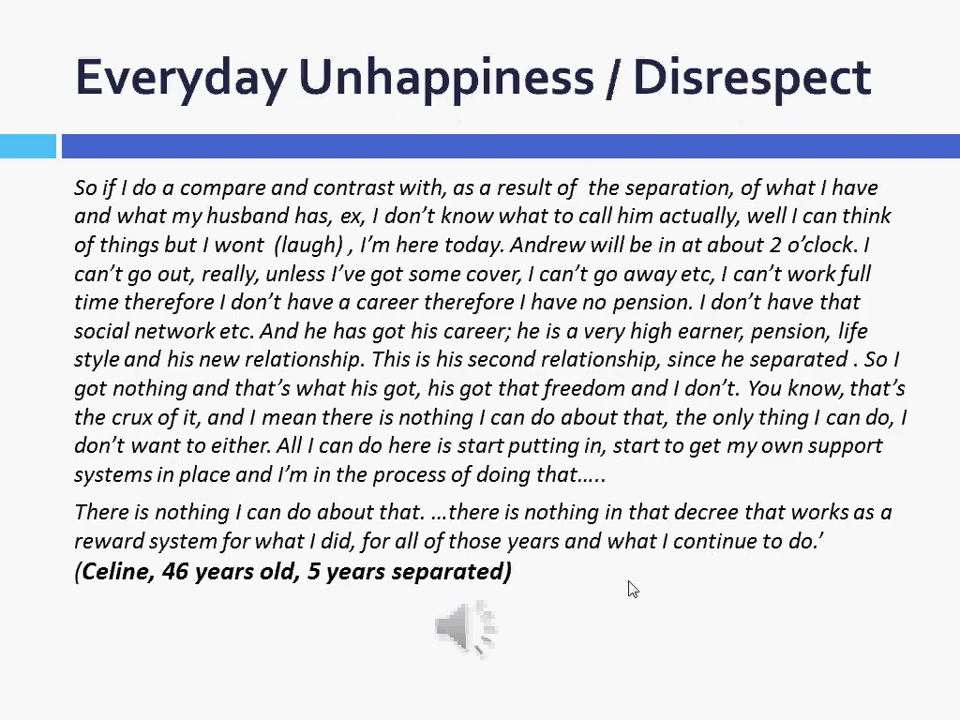 Everyday Unhappiness / Disrespect
So if I do a compare and contrast with, as a result of  the separation, of what I have
and what my husband has, ex, I don’t know what to call him actually, well I can think
of things but I wont  (laugh) , I’m here today. Andrew will be in at about 2 o’clock. I
can’t go out, really, unless I’ve got some cover, I can’t go away etc, I can’t work full
time therefore I don’t have a career therefore I have no pension. I don’t have that
social network etc. And he has got his career; he is a very high earner, pension, life
style and his new relationship. This is his second relationship, since he separated . So I
got nothing and that’s what his got, his got that freedom and I don’t. You know, that’s
the crux of it, and I mean there is nothing I can do about that, the only thing I can do, I
don’t want to either. All I can do here is start putting in, start to get my own support
systems in place and I’m in the process of doing that…..
There is nothing I can do about that. …there is nothing in that decree that works as a
reward system for what I did, for all of those years and what I continue to do.’
(Celine, 46 years old, 5 years separated)